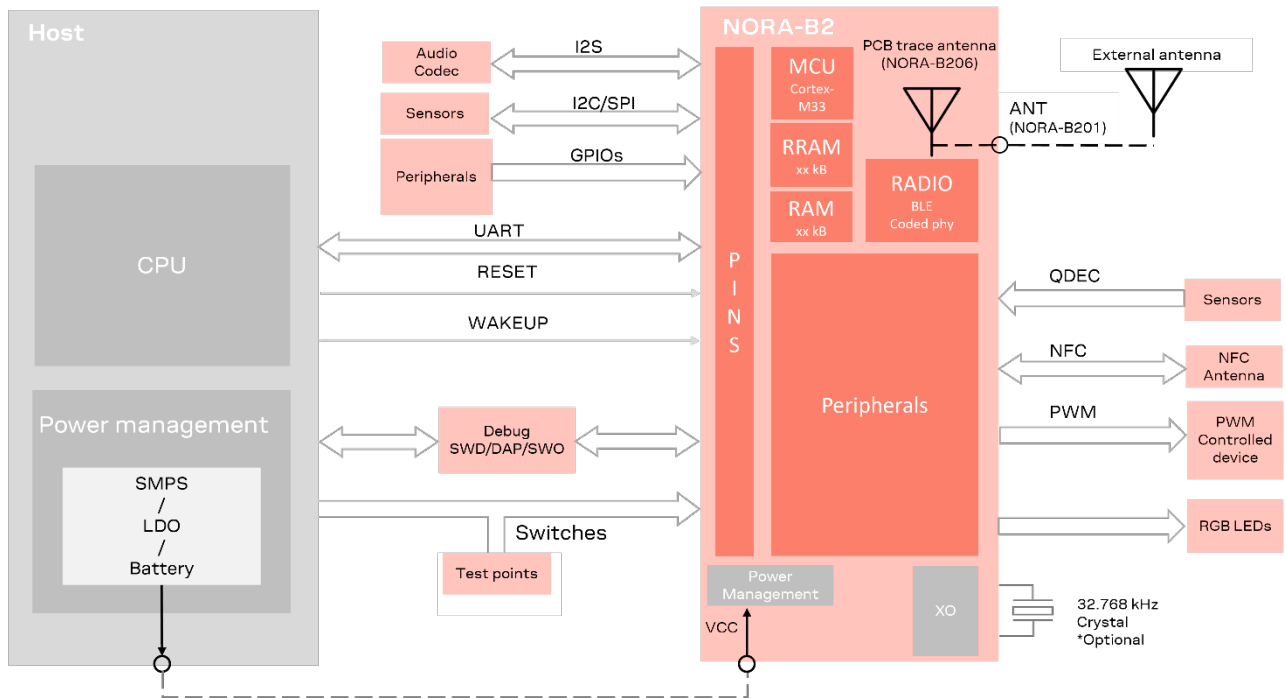 Host
CPU
Power management
SMPS
/
LDO
/
Battery
Audio
Codec
I2S
Sensors
I2C/SPI
Peripherals
GPIOs
UART
RESET
WAKEUP
Debug
SWD/DAP/SWO
Switches
Test points
NORA-B2
PINS
MCU
Cortex-
M33
RRAM
xx kB
RAM
xx kB
PCB trace antenna
(NORA-B206)
RADIO
BLE
Coded phy
Peripherals
Power
Management
VCC
XO
External antenna
ANT
(NORA-B201)
QDEC
Sensors
NFC
NFC
Antenna
PWM
PWM
Controlled
device
RGB LEDs
32.768 kHz
Crystal
*Optional